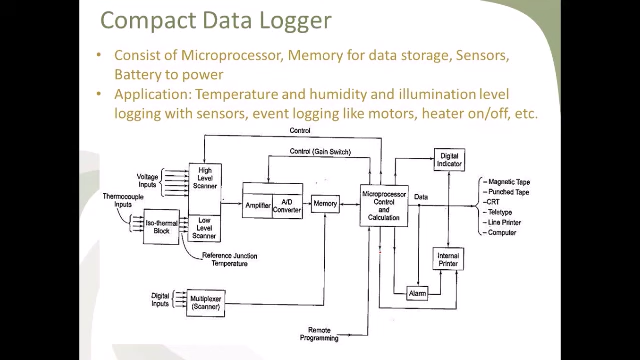 Compact Data Logger
• Consist of Microprocessor, Memory for data storage, Sensors,
Battery to power
• Application: Temperature and humidity and illumination level
logging with sensors, event logging like motors, heater on/off, etc.
Control
Control (Gain Switch)
Voltage
Inputs
High
Level
Scanner
Thermocouple
Inputs
Iso-thermal
Block
Low
Level
Scanner
Reference Junction
Temperature
Amplifier
A/D
Converter
Memory
Microprocessor
Control and
Calculation
Digital
Indicator
Data
– Magnetic Tape
– Punched Tape
–CRT
– Teletype
– Line Printer
– Computer
Internal
Printer
Alarm
Digital
Inputs
Multiplexer
(Scanner)
Remote
Programming